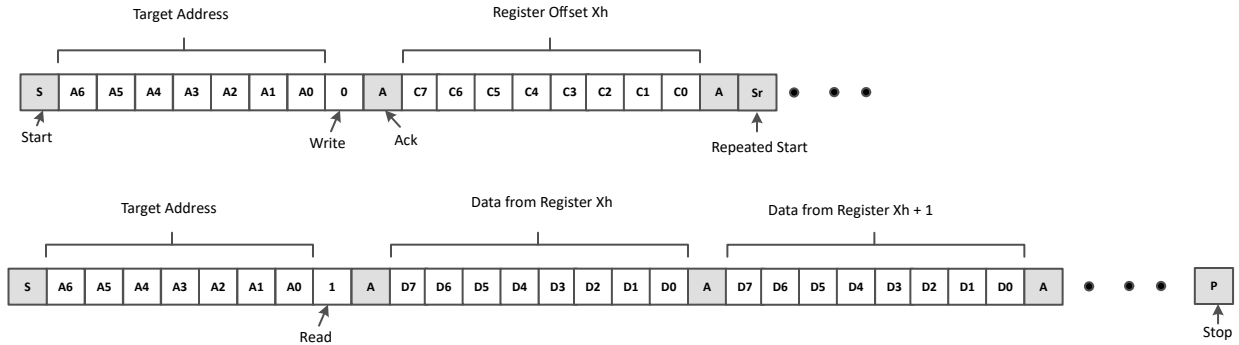 Target Address Register Offset Xh
S A6 A5 A4 A3 A2 A1 A0 0 A C7 C6 C5 C4 C3 C2 C1 C0 A Sr
Start Write Ack Repeated Start
Target Address Data from Register Xh Data from Register Xh + 1
S A6 A5 A4 A3 A2 A1 A0 1 A D7 D6 D5 D4 D3 D2 D1 D0 A D7 D6 D5 D4 D3 D2 D1 D0 A P
Read Stop